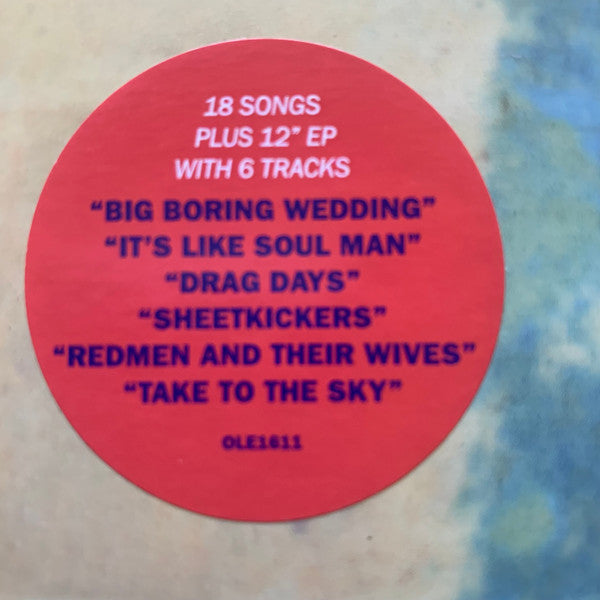 18 SONGS
PLUS 12” EP
WITH 6 TRACKS
“BIG BORING WEDDING”
“IT’S LIKE SOUL MAN”
“DRAG DAYS”
“SHEETKICKERS”
“REDMEN AND THEIR WIVES”
“TAKE TO THE SKY”
OLE1611